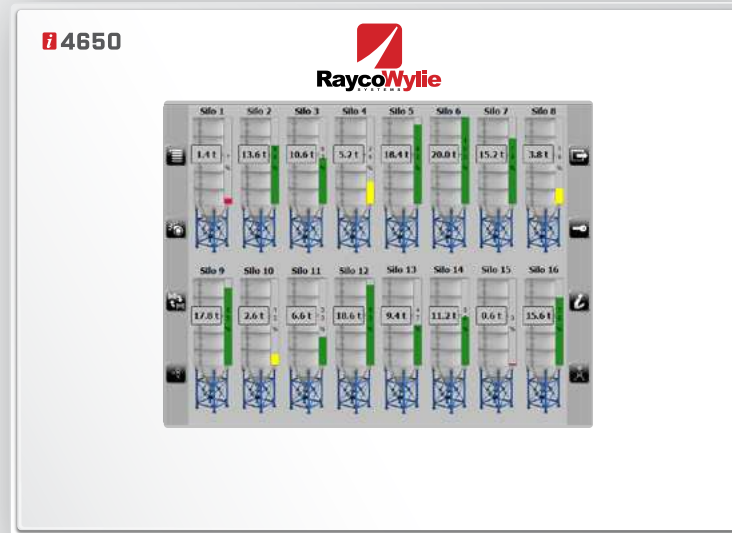 i 4650
RaycoWylie
SYSTEMS
Silo 1 Silo 2 Silo 3 Silo 4 Silo 5 Silo 6 Silo 7 Silo 8
1.4 t 13.6 t 10.6 t 5.2 t 18.4 t 20.0 t 15.2 t 3.8 t
Silo 9 Silo 10 Silo 11 Silo 12 Silo 13 Silo 14 Silo 15 Silo 16
17.8 t 2.6 t 6.6 t 18.6 t 9.4 t 11.2 t 0.6 t 15.6 t